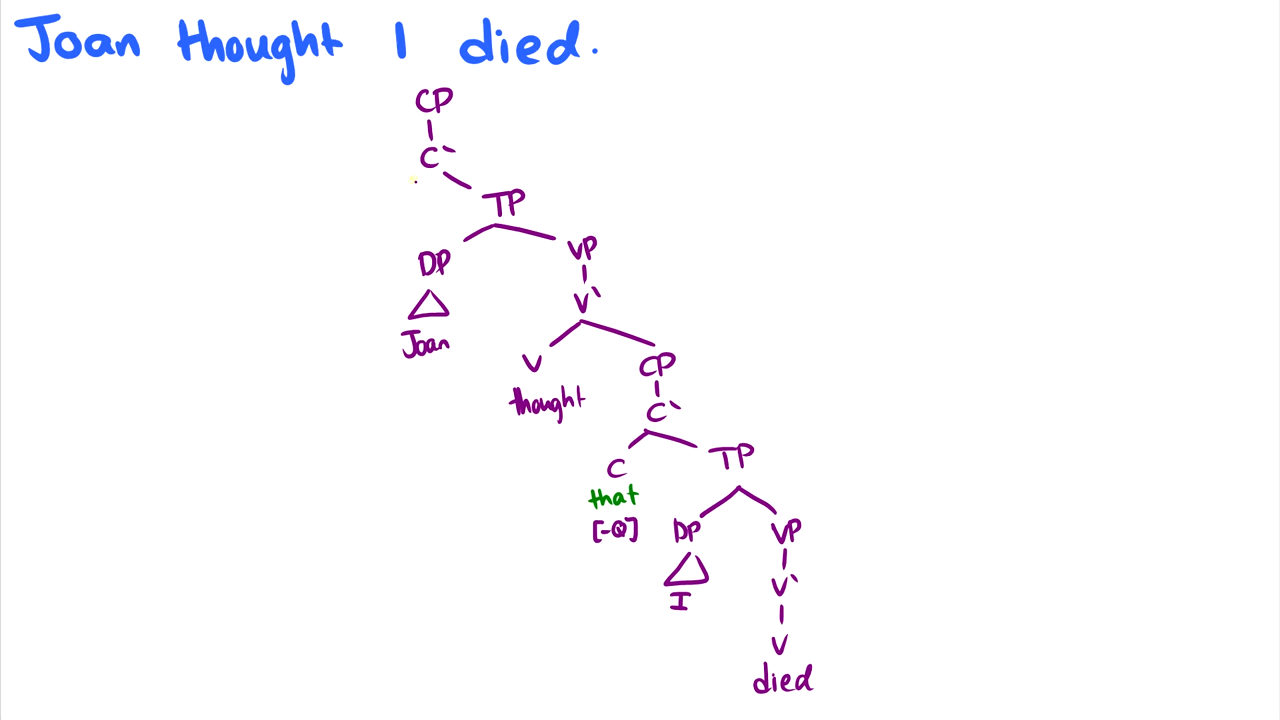 Joan thought I died.
CP
C`
TP
DP VP
Joan V`
V CP
thought C`
C TP
that
[-Q] DP VP
I V`
V
died